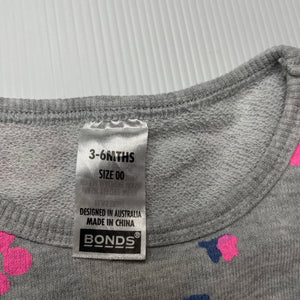 3-6MTHS
SIZE 00
DESIGNED IN AUSTRALIA
MADE IN CHINA
BONDS